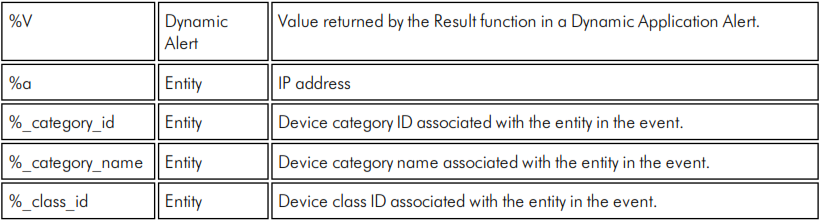 %V Dynamic Alert Value returned by the Result function in a Dynamic Application Alert.
%a Entity IP address
%_category_id Entity Device category ID associated with the entity in the event.
%_category_name Entity Device category name associated with the entity in the event.
%_class_id Entity Device class ID associated with the entity in the event.